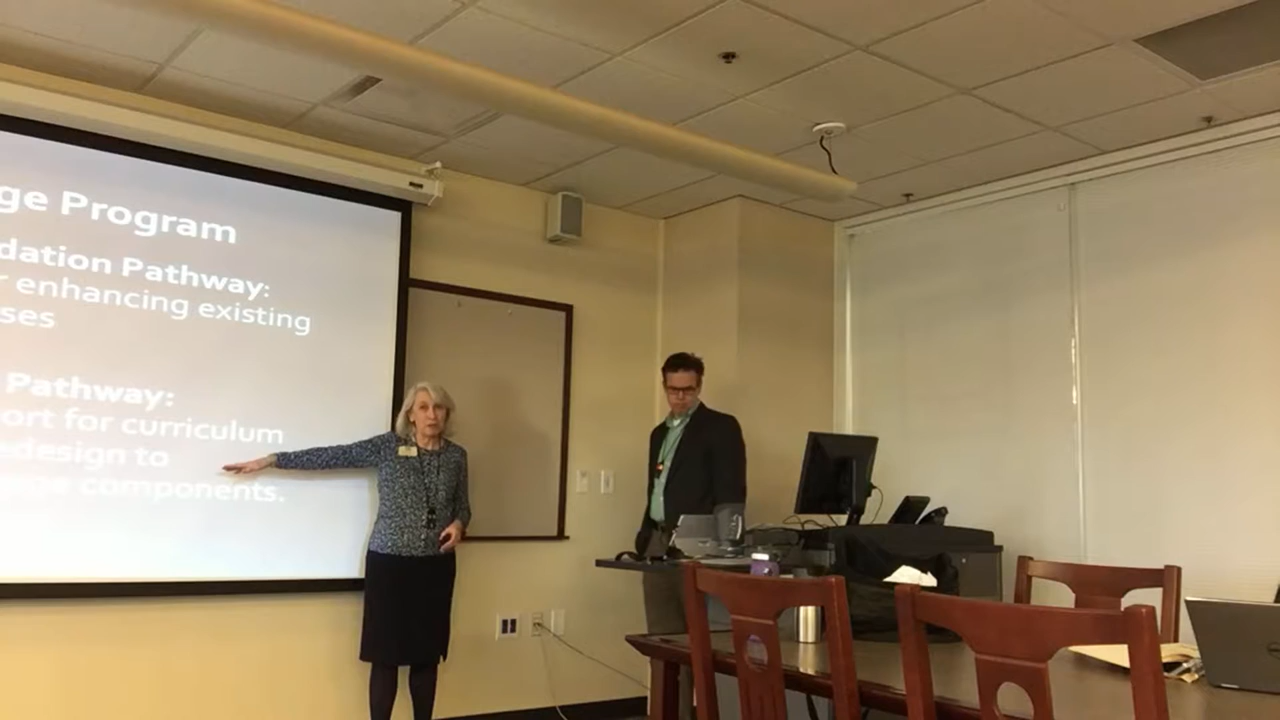 ge Program
dation Pathway:
r enhancing existing
ses
Pathway:
ort for curriculum
edesign to
components.